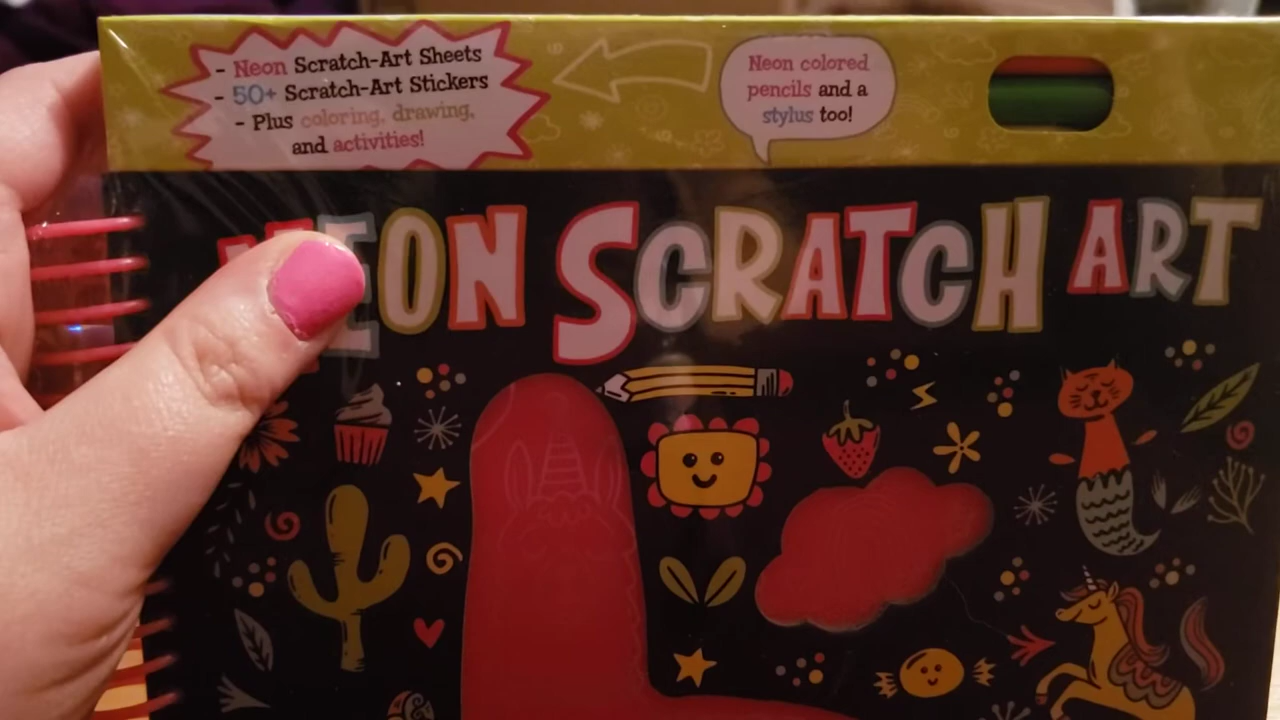 - Neon Scratch-Art Sheets
- 50+ Scratch-Art Stickers
- Plus coloring, drawing,
and activities!
Neon colored
pencils and a
stylus too!
NEON SCRATCH ART